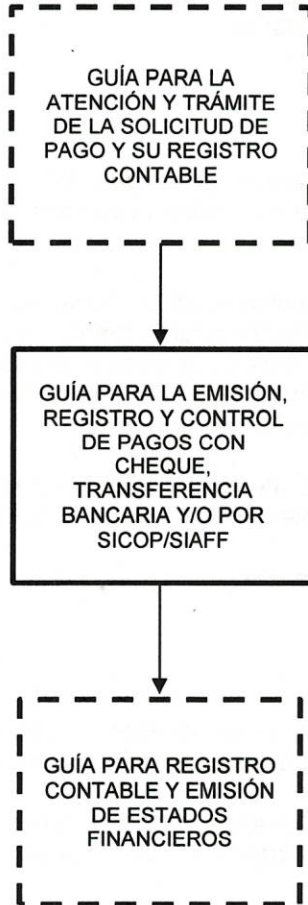 GUÍA PARA LA
ATENCIÓN Y TRÁMITE
DE LA SOLICITUD DE
PAGO Y SU REGISTRO
CONTABLE
GUÍA PARA LA EMISIÓN,
REGISTRO Y CONTROL
DE PAGOS CON
CHEQUE,
TRANSFERENCIA
BANCARIA Y/O POR
SICOP/SIAFF
GUÍA PARA REGISTRO
CONTABLE Y EMISIÓN
DE ESTADOS
FINANCIEROS